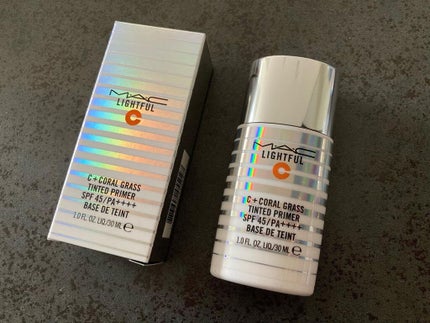 MAC
LIGHTFUL
C
C + CORAL GRASS
TINTED PRIMER
SPF 45/PA++++
BASE DE TEINT
1.0 FL. OZ. LIQ./30 ML ℮
MAC
LIGHTFUL
C
C + CORAL GRASS
TINTED PRIMER
SPF 45/PA++++
BASE DE TEINT
1.0 FL. OZ. LIQ./30 ML ℮